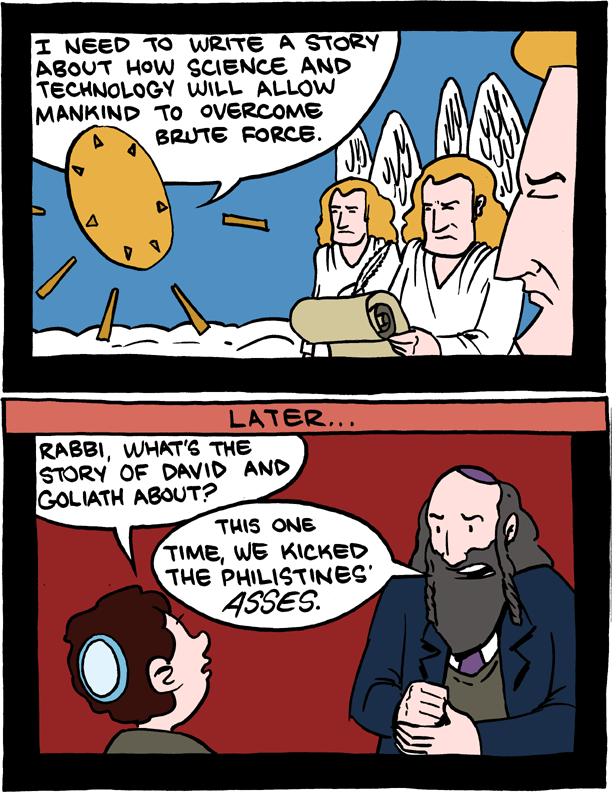 I NEED TO WRITE A STORY
ABOUT HOW SCIENCE AND
TECHNOLOGY WILL ALLOW
MANKIND TO OVERCOME
BRUTE FORCE.
LATER...
RABBI, WHAT'S THE
STORY OF DAVID AND
GOLIATH ABOUT?
THIS ONE
TIME, WE KICKED
THE PHILISTINES'
ASSES.